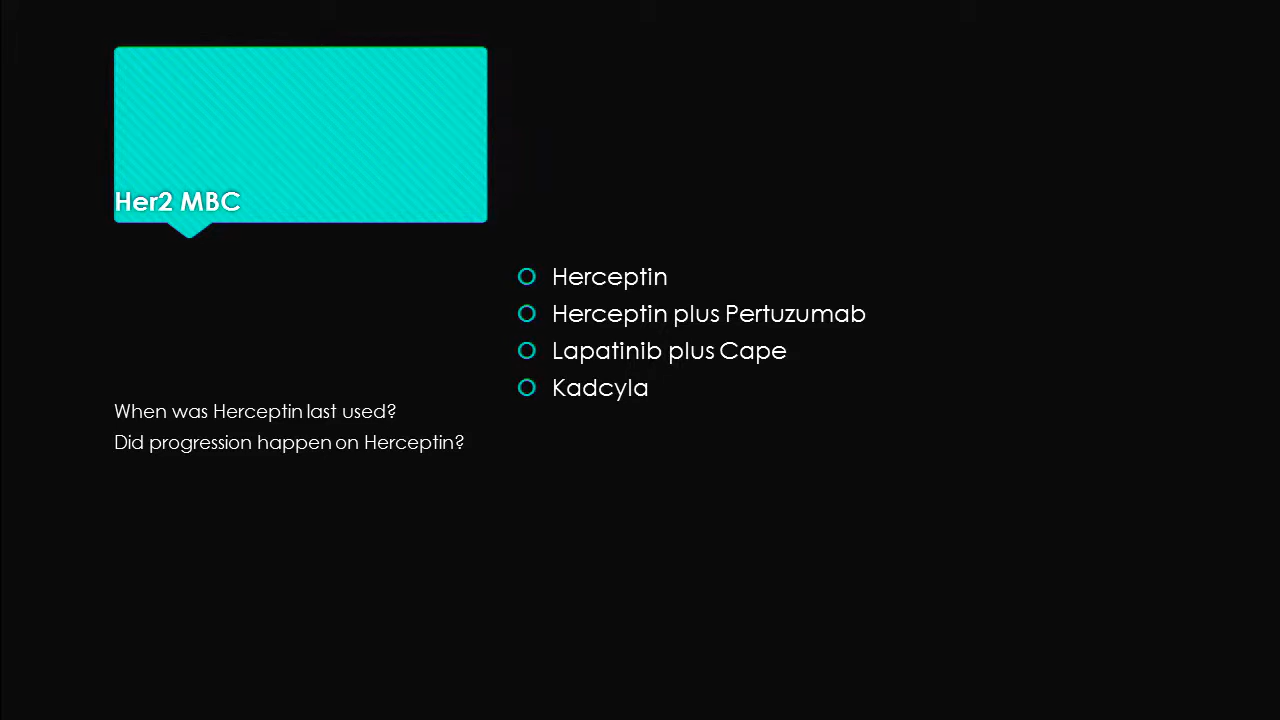 Her2 MBC
When was Herceptin last used?
Did progression happen on Herceptin?
Herceptin
Herceptin plus Pertuzumab
Lapatinib plus Cape
Kadcyla